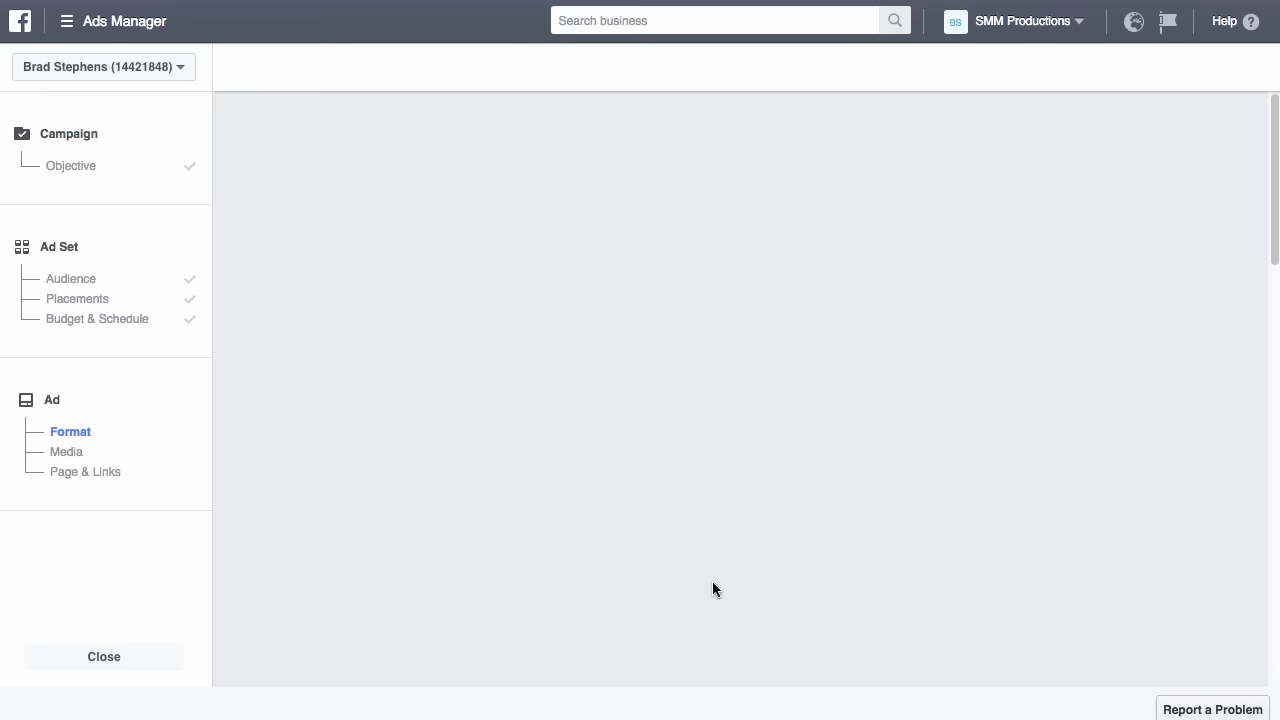 Ads Manager
Search business
BS
SMM Productions
Help
Brad Stephens (14421848)
Campaign
Objective
Ad Set
Audience
Placements
Budget & Schedule
Ad
Format
Media
Page & Links
Close
Report a Problem